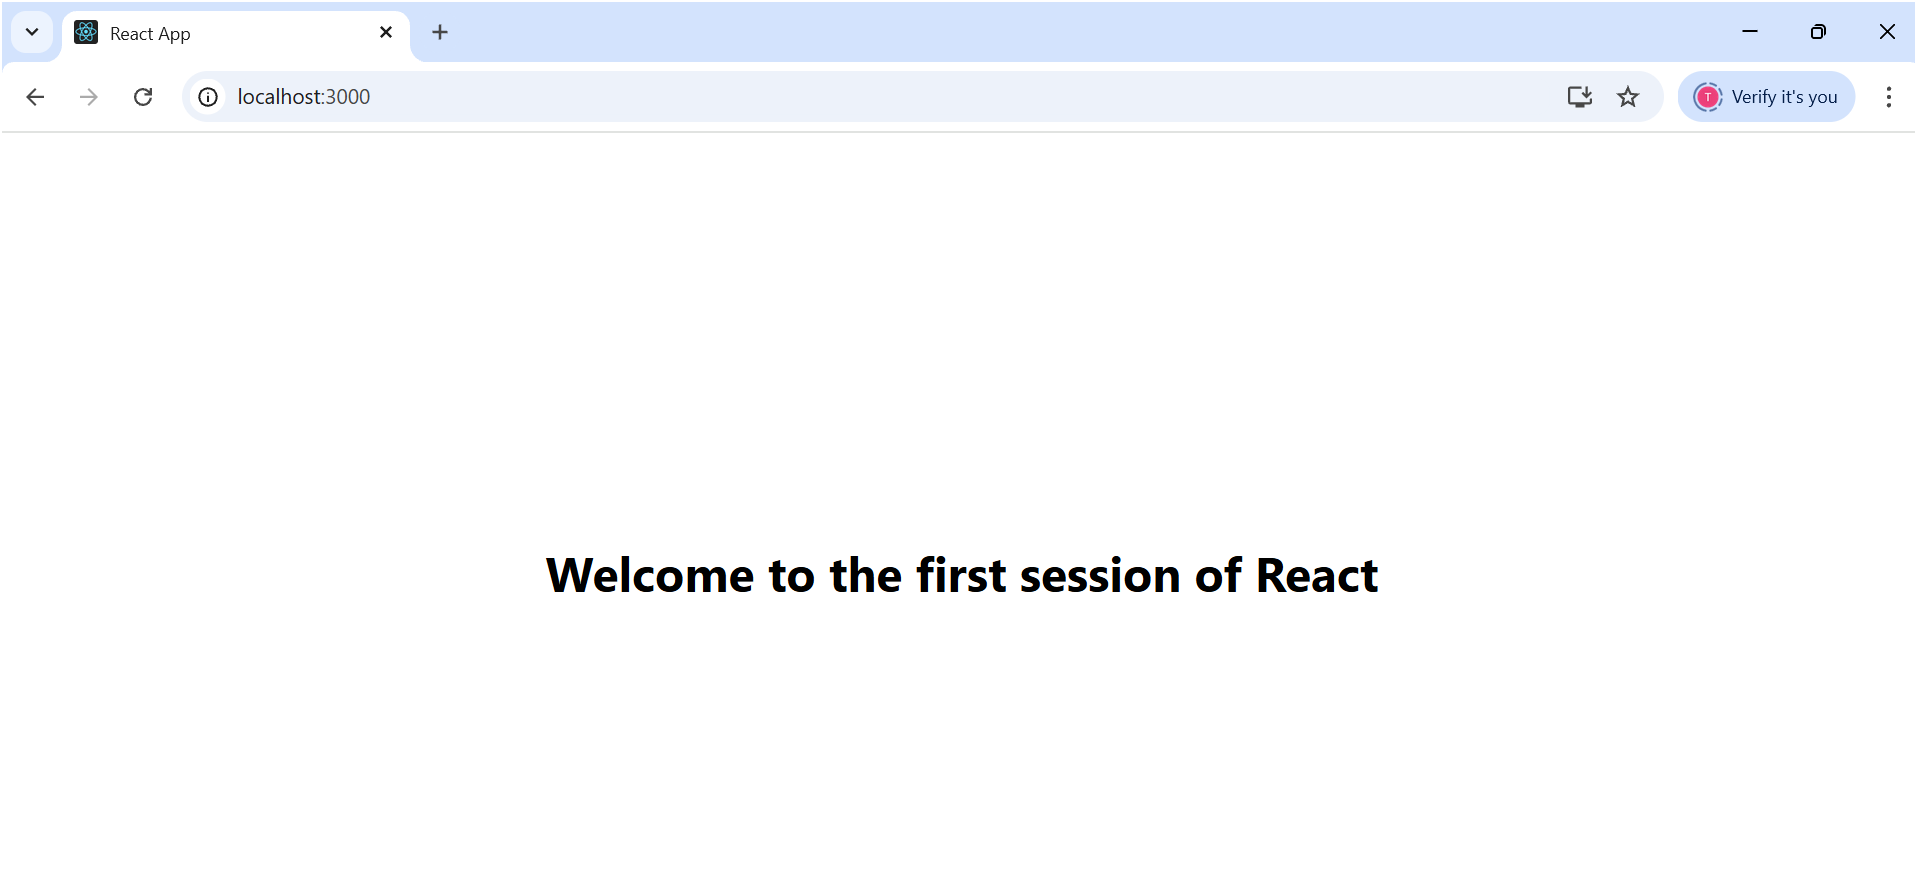 React App
localhost:3000
T Verify it's you
Welcome to the first session of React